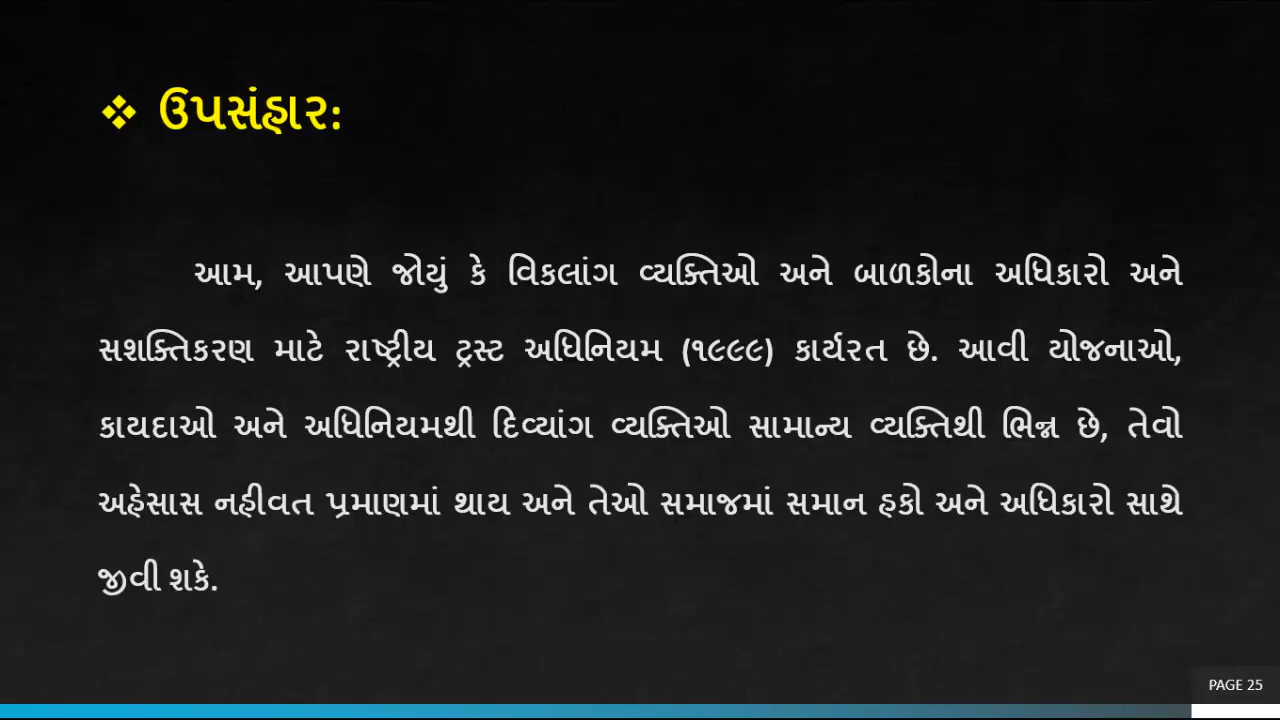 ❖ ઉપસંહાર:
આમ, આપણે જોયું કે વિકલાંગ વ્યક્તિઓ અને બાળકોના અધિકારો અને
સશક્તિકરણ માટે રાષ્ટ્રીય ટ્રસ્ટ અધિનિયમ (૧૯૯૯) કાર્યરત છે. આવી યોજનાઓ,
કાયદાઓ અને અધિનિયમથી દિવ્યાંગ વ્યક્તિઓ સામાન્ય વ્યક્તિથી ભિન્ન છે, તેવો
અહેસાસ નહીવત પ્રમાણમાં થાય અને તેઓ સમાજમાં સમાન હકો અને અધિકારો સાથે
જીવી શકે.
PAGE 25